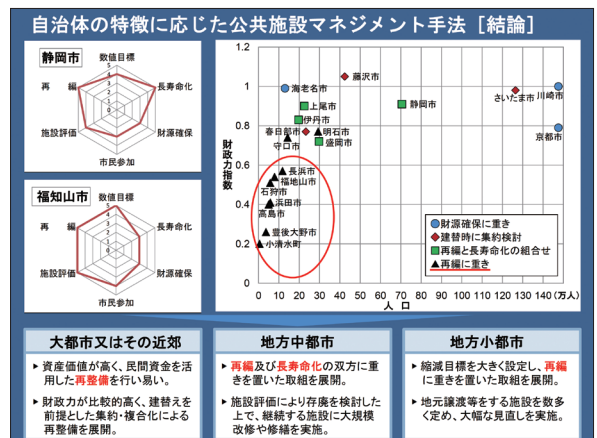 自治体の特徴に応じた公共施設マネジメント手法［結論］
静岡市
数値目標
5
4
3
2
1
0
再　編
長寿命化
施設評価
財源確保
市民参加
福知山市
数値目標
5
4
3
2
1
0
再　編
長寿命化
施設評価
財源確保
市民参加
財政力指数
1.2
1
0.8
0.6
0.4
0.2
0
0 10 20 30 40 50 60 70 80 90 100 110 120 130 140 (万人)
人　口
藤沢市
海老名市
さいたま市
川崎市
上尾市
静岡市
伊丹市
春日部市
明石市
京都市
守口市
盛岡市
長浜市
福地山市
石狩市
浜田市
高島市
豊後大野市
小清水町
財源確保に重き
建替時に集約検討
再編と長寿命化の組合せ
再編に重き
大都市又はその近郊
▶ 資産価値が高く、民間資金を活用した再整備を行い易い。
▶ 財政力が比較的高く、建替えを前提とした集約・複合化による再整備を展開。
地方中都市
▶ 再編及び長寿命化の双方に重きを置いた取組を展開。
▶ 施設評価により存廃を検討した上で、継続する施設に大規模改修や修繕を実施。
地方小都市
▶ 縮減目標を大きく設定し、再編に重きを置いた取組を展開。
▶ 地元譲渡等をする施設を数多く定め、大幅な見直しを実施。